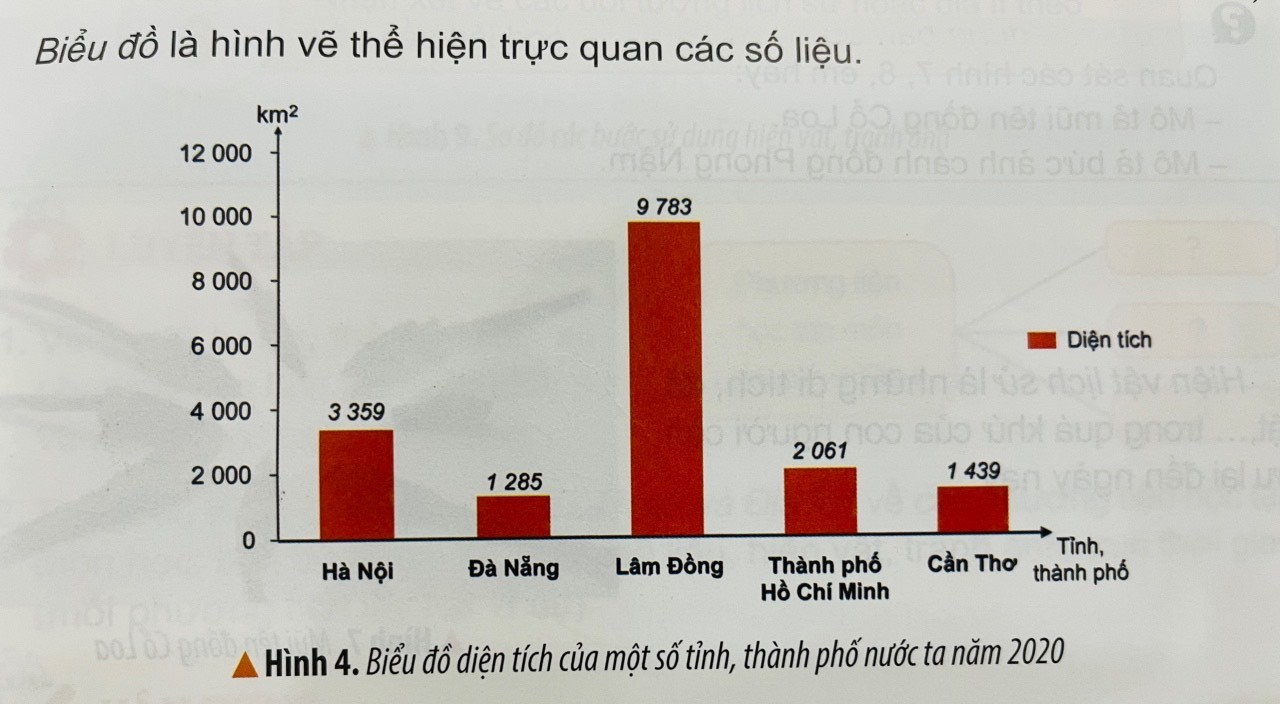 Biểu đồ là hình vẽ thể hiện trực quan các số liệu.
km²
12 000
10 000
8 000
6 000
4 000
2 000
0
3 359
1 285
9 783
2 061
1 439
Diện tích
Hà Nội
Đà Nẵng
Lâm Đồng
Thành phố
Hồ Chí Minh
Cần Thơ
Tỉnh,
thành phố
▲ Hình 4. Biểu đồ diện tích của một số tỉnh, thành phố nước ta năm 2020